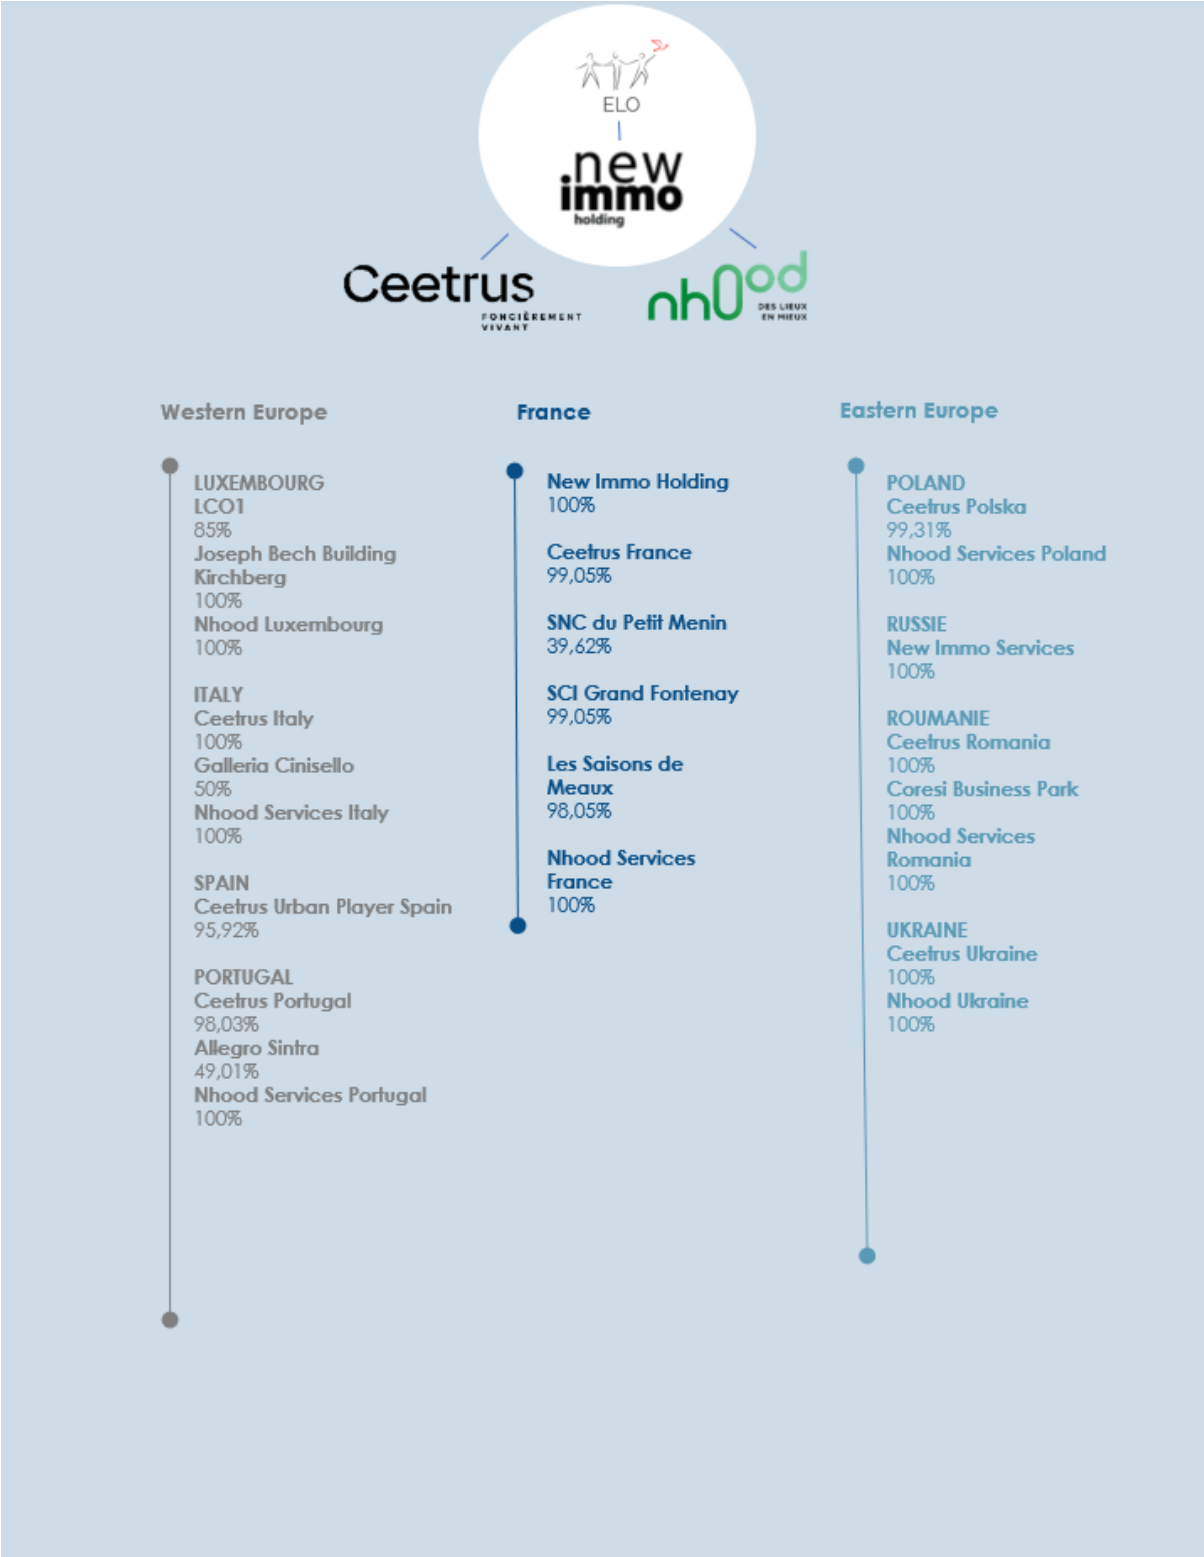 ELO
new
immo
holding
Ceetrus
FONCIÈREMENT
VIVANT
nhood
DES LIEUX
EN MIEUX
Western Europe
LUXEMBOURG
LCO1
85%
Joseph Bech Building
Kirchberg
100%
Nhood Luxembourg
100%
ITALY
Ceetrus Italy
100%
Galleria Cinisello
50%
Nhood Services Italy
100%
SPAIN
Ceetrus Urban Player Spain
95,92%
PORTUGAL
Ceetrus Portugal
98,03%
Allegro Sintra
49,01%
Nhood Services Portugal
100%
France
New Immo Holding
100%
Ceetrus France
99,05%
SNC du Petit Menin
39,62%
SCI Grand Fontenay
99,05%
Les Saisons de
Meaux
98,05%
Nhood Services
France
100%
Eastern Europe
POLAND
Ceetrus Polska
99,31%
Nhood Services Poland
100%
RUSSIE
New Immo Services
100%
ROUMANIE
Ceetrus Romania
100%
Coresi Business Park
100%
Nhood Services
Romania
100%
UKRAINE
Ceetrus Ukraine
100%
Nhood Ukraine
100%